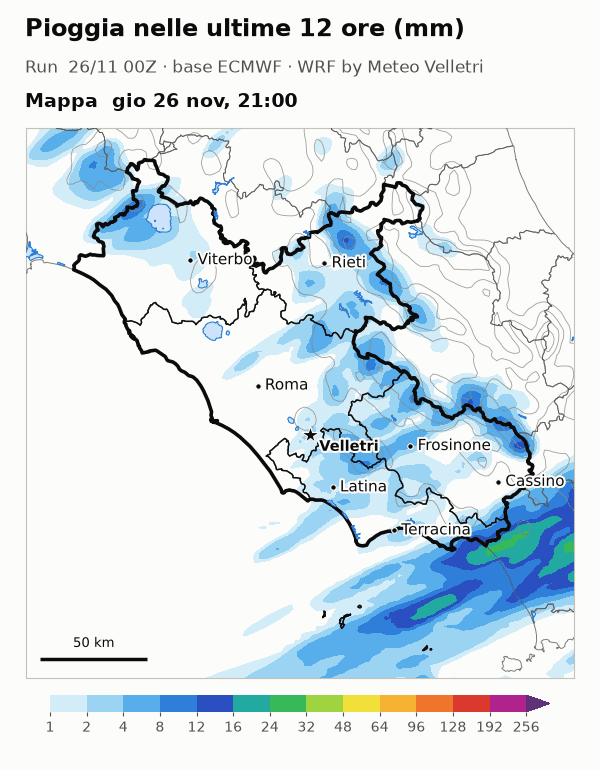 Pioggia nelle ultime 12 ore (mm)
Run  26/11 00Z · base ECMWF · WRF by Meteo Velletri
Mappa  gio 26 nov, 21:00
Viterbo
Rieti
Roma
Velletri
Frosinone
Latina
Cassino
Terracina
50 km
1 2 4 8 12 16 24 32 48 64 96 128 192 256